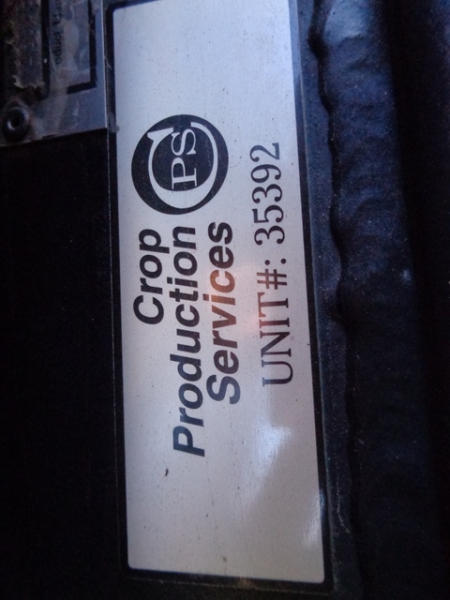 CPS
Crop
Production
Services
UNIT#: 35392